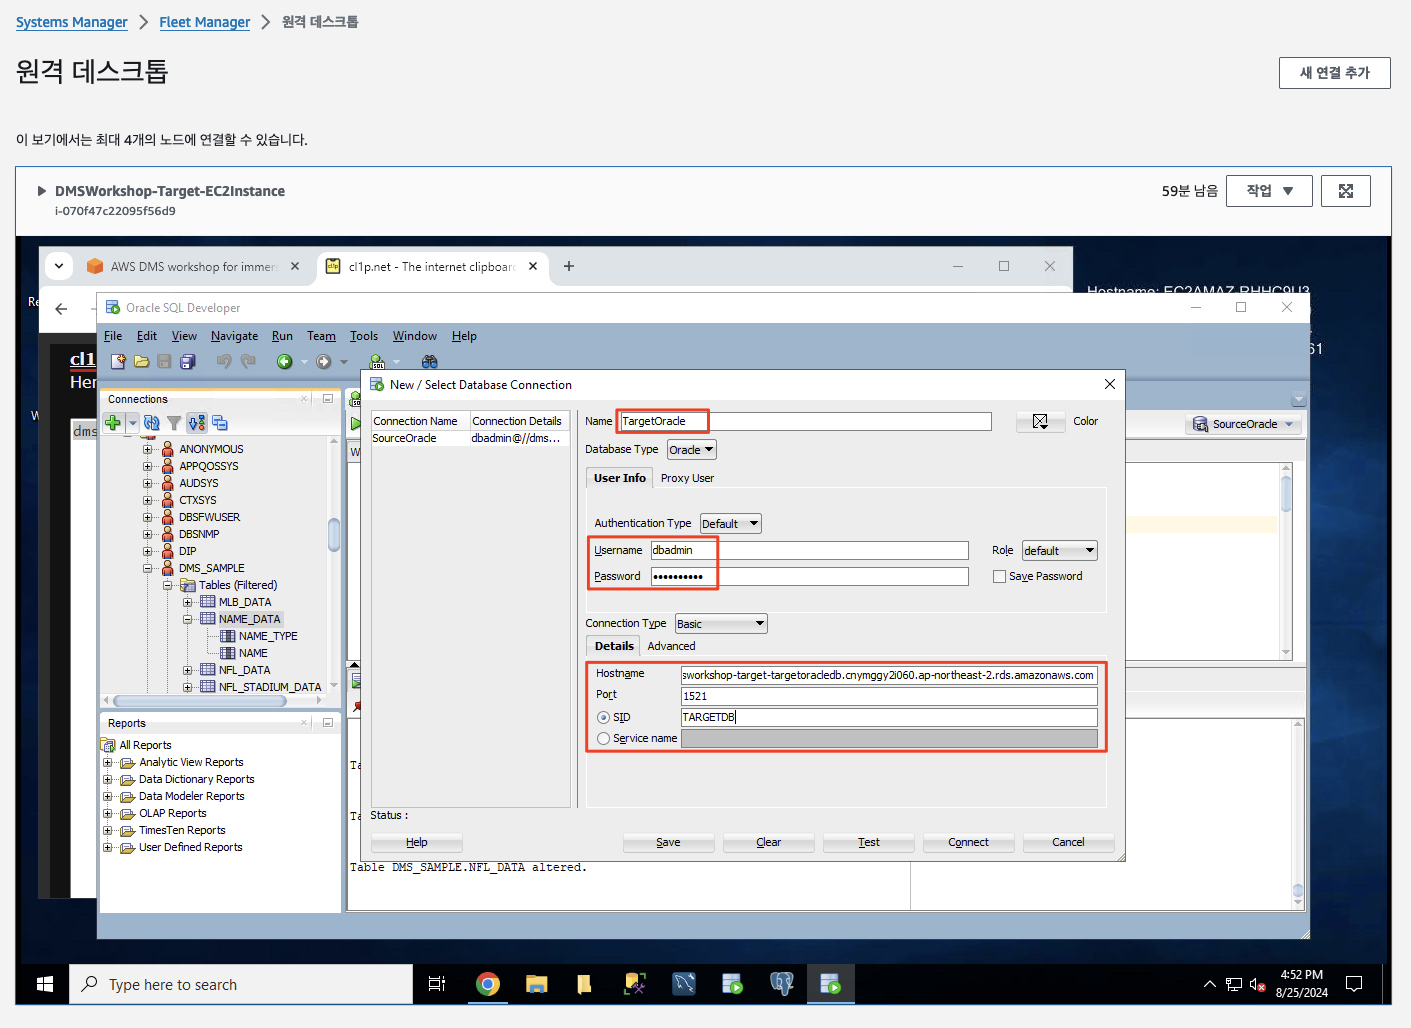 Systems Manager > Fleet Manager > 원격 데스크톱
원격 데스크톱
새 연결 추가
이 보기에서는 최대 4개의 노드에 연결할 수 있습니다.
DMSWorkshop-Target-EC2Instance
i-070f47c22095f56d9
59분 남음
작업
AWS DMS workshop for immers
cl1p.net - The internet clipboard
Oracle SQL Developer
File Edit View Navigate Run Team Tools Window Help
cl1
Her
dms
61
Connections
ANONYMOUS
APPQOSSYS
AUDSYS
CTXSYS
DBSFWUSER
DBSNMP
DIP
DMS_SAMPLE
Tables (Filtered)
MLB_DATA
NAME_DATA
NAME_TYPE
NAME
NFL_DATA
NFL_STADIUM_DATA
Reports
All Reports
Analytic View Reports
Data Dictionary Reports
Data Modeler Reports
OLAP Reports
TimesTen Reports
User Defined Reports
SourceOracle
New / Select Database Connection
Connection Name Connection Details
SourceOracle dbadmin@//dms...
Name TargetOracle
Color
Database Type Oracle
User Info Proxy User
Authentication Type Default
Username dbadmin
Role default
Password ••••••••••
Save Password
Connection Type Basic
Details Advanced
Hostname sworkshop-target-targetoracledb.cnymggy2i060.ap-northeast-2.rds.amazonaws.com
Port 1521
SID TARGETDB
Service name
Status :
Help Save Clear Test Connect Cancel
Table DMS_SAMPLE.NFL_DATA altered.
Type here to search
4:52 PM
8/25/2024